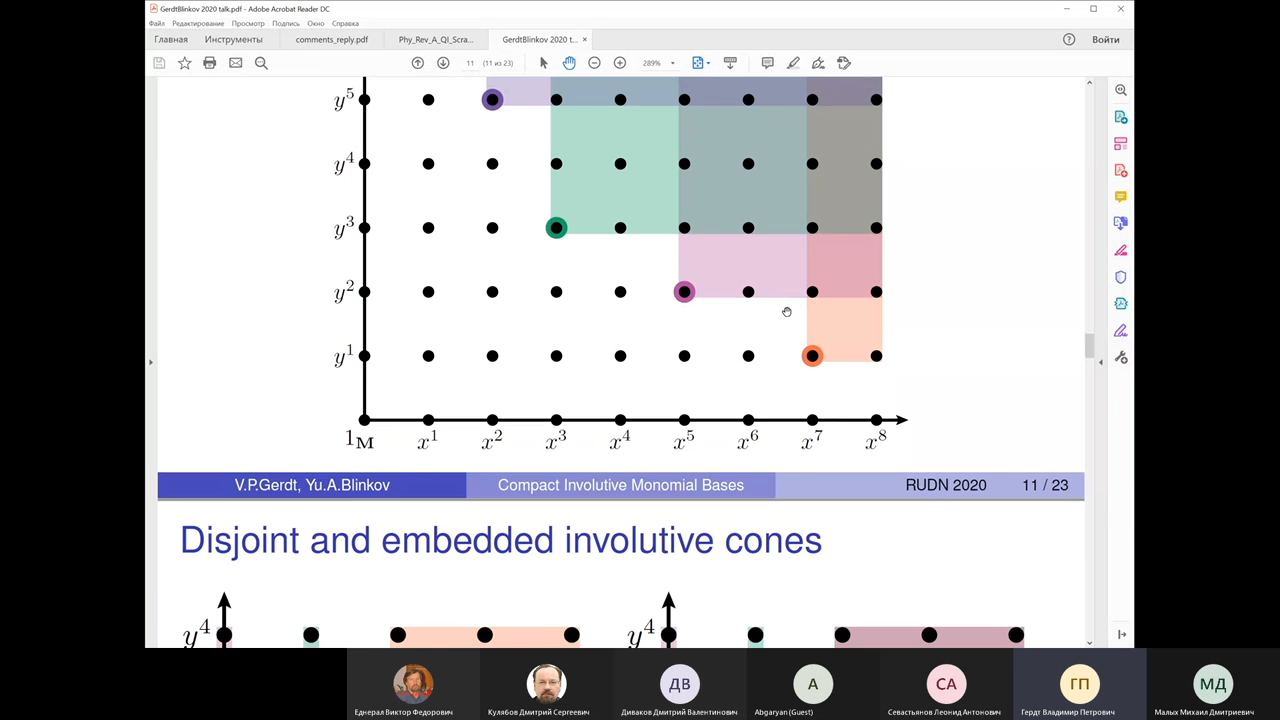 GerdtBlinkov 2020 talk.pdf - Adobe Acrobat Reader DC
Файл Редактирование Просмотр Подпись Окно Справка
Главная Инструменты comments_reply.pdf Phy_Rev_A_QI_Scra... GerdtBlinkov 2020 t... × Войти
11 (11 из 23) 289%
y⁵
y⁴
y³
y²
y¹
1м x¹ x² x³ x⁴ x⁵ x⁶ x⁷ x⁸
V.P.Gerdt, Yu.A.Blinkov Compact Involutive Monomial Bases RUDN 2020 11 / 23
Disjoint and embedded involutive cones
y⁴ y⁴
ДВ А СА ГП МД
Еднерал Виктор Федорович Кулябов Дмитрий Сергеевич Диваков Дмитрий Валентинович Abgaryan (Guest) Севастьянов Леонид Антонович Гердт Владимир Петрович Малых Михаил Дмитриевич